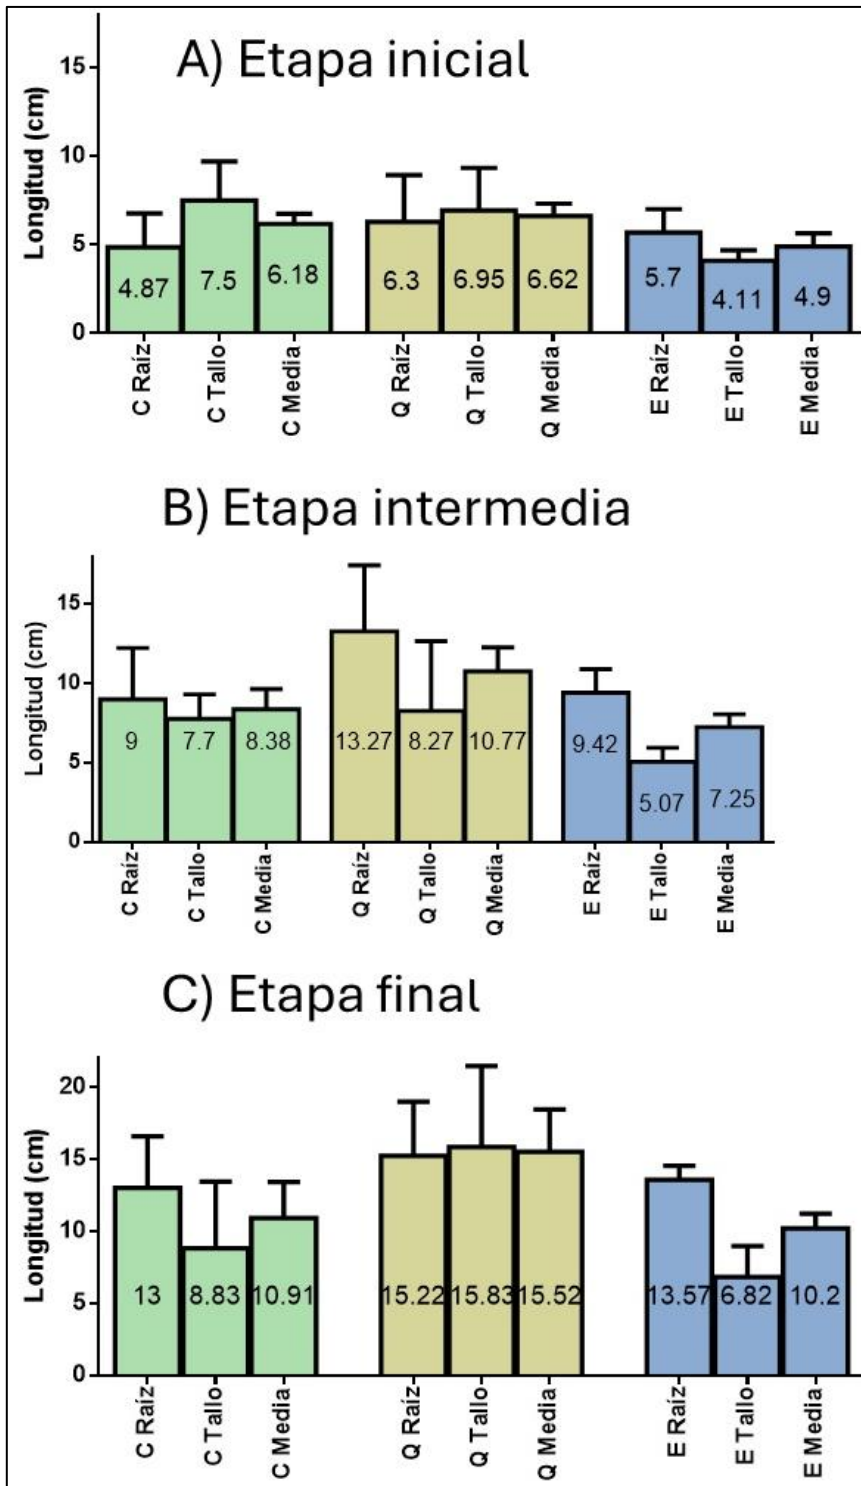 A) Etapa inicial
Longitud (cm)
15
10
5
0
4.87 7.5 6.18 6.3 6.95 6.62 5.7 4.11 4.9
C Raíz C Tallo C Media Q Raíz Q Tallo Q Media E Raíz E Tallo E Media
B) Etapa intermedia
Longitud (cm)
15
10
5
0
9 7.7 8.38 13.27 8.27 10.77 9.42 5.07 7.25
C Raíz C Tallo C Media Q Raíz Q Tallo Q Media E Raíz E Tallo E Media
C) Etapa final
Longitud (cm)
20
15
10
5
0
13 8.83 10.91 15.22 15.83 15.52 13.57 6.82 10.2
C Raíz C Tallo C Media Q Raíz Q Tallo Q Media E Raíz E Tallo E Media